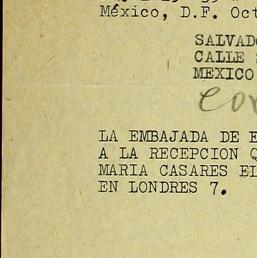 México, D.F. Oct
SALVADO
CALLE
MEXICO
LA EMBAJADA DE E
A LA RECEPCION Q
MARIA CASARES EL
EN LONDRES 7.